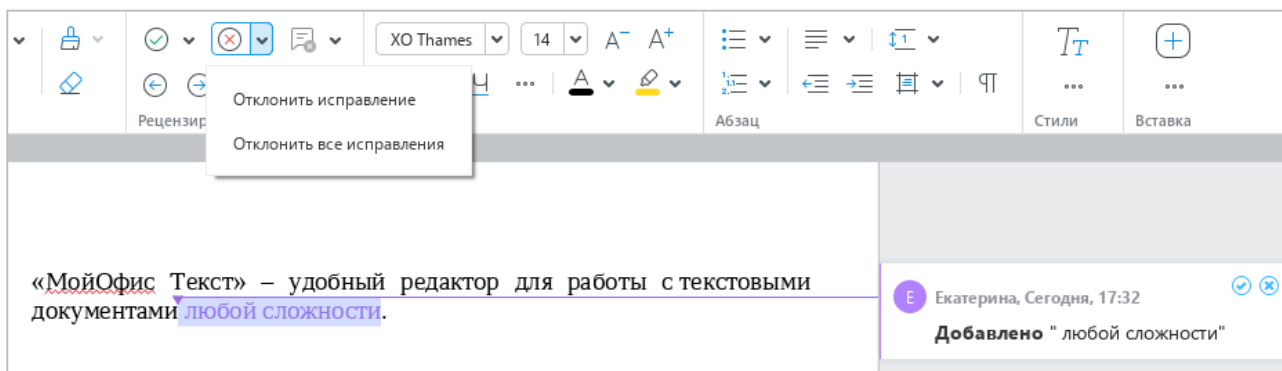 XO Thames
14
Отклонить исправление
Отклонить все исправления
Абзац
Стили
Вставка
«МойОфис Текст» – удобный редактор для работы с текстовыми
документами любой сложности.
Е
Екатерина, Сегодня, 17:32
Добавлено " любой сложности"